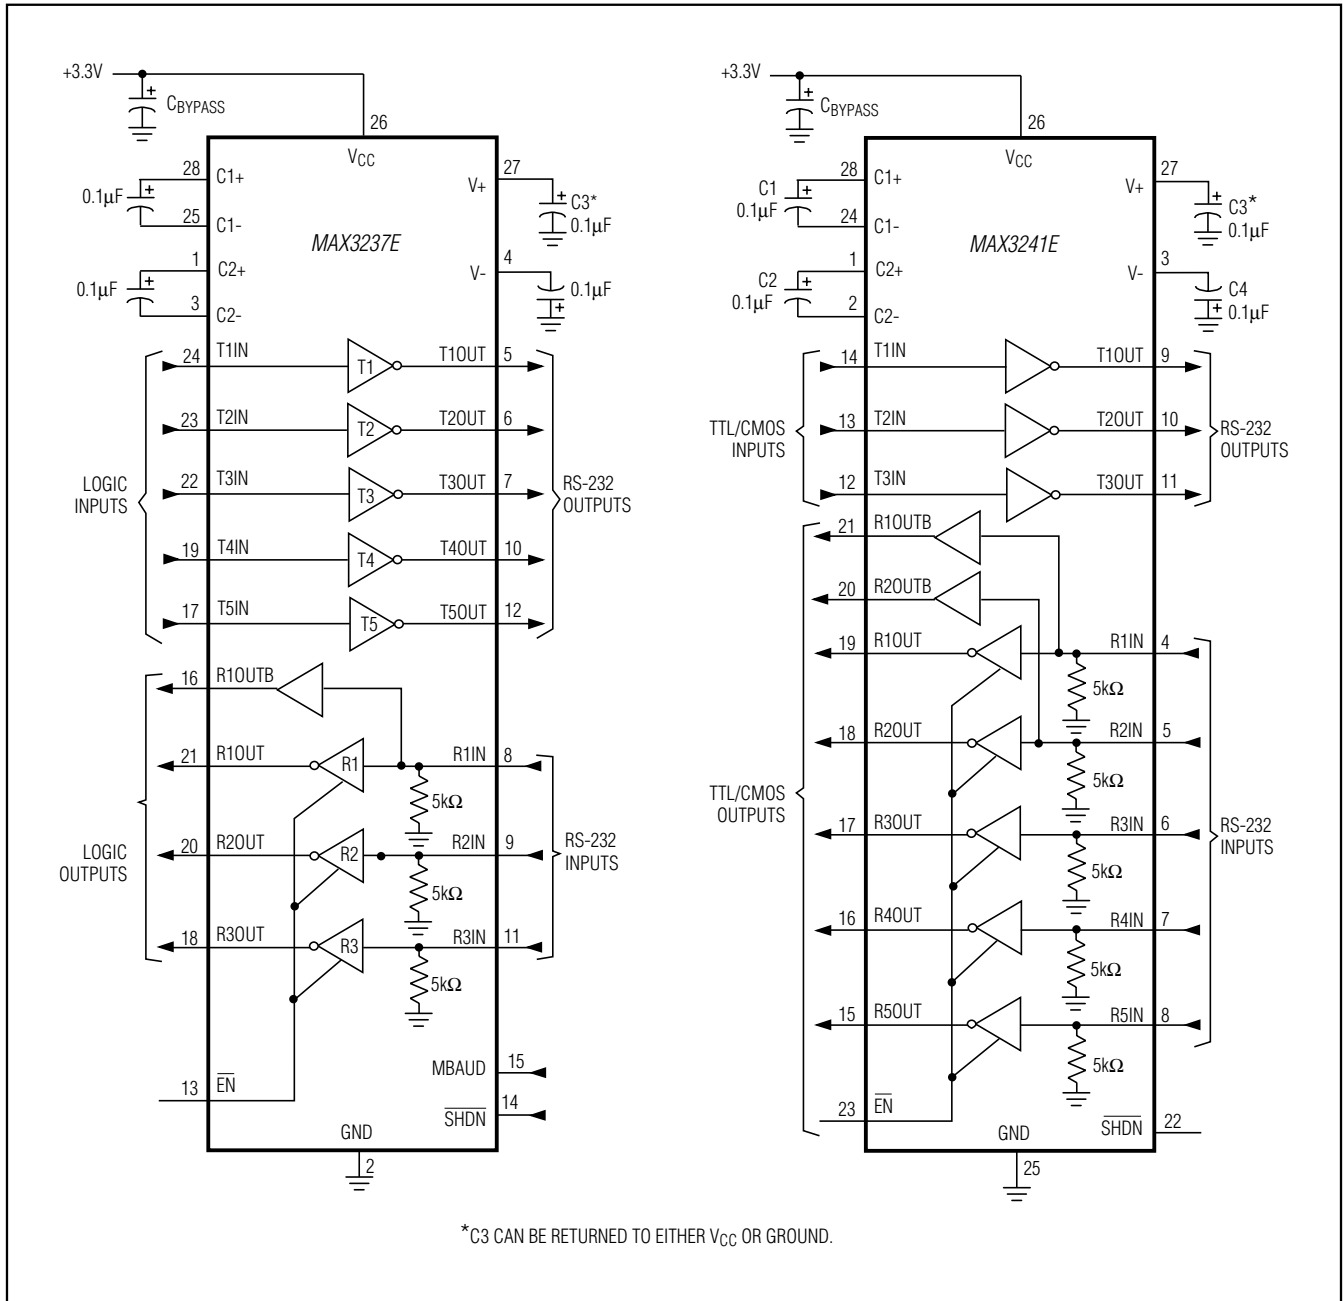 +3.3V
CBYPASS
26
VCC
28
C1+
0.1µF
25
C1-
1
C2+
0.1µF
3
C2-
MAX3237E
27
V+
C3*
0.1µF
4
V-
0.1µF
LOGIC
INPUTS
24
T1IN
T1
T1OUT
5
23
T2IN
T2
T2OUT
6
22
T3IN
T3
T3OUT
7
19
T4IN
T4
T4OUT
10
17
T5IN
T5
T5OUT
12
RS-232
OUTPUTS
LOGIC
OUTPUTS
16
R1OUTB
21
R1OUT
R1
R1IN
8
5kΩ
20
R2OUT
R2
R2IN
9
5kΩ
18
R3OUT
R3
R3IN
11
5kΩ
RS-232
INPUTS
MBAUD
15
13
EN
SHDN
14
GND
2
+3.3V
CBYPASS
26
VCC
28
C1+
C1
0.1µF
24
C1-
1
C2+
C2
0.1µF
2
C2-
MAX3241E
27
V+
C3*
0.1µF
3
V-
C4
0.1µF
TTL/CMOS
INPUTS
14
T1IN
T1OUT
9
13
T2IN
T2OUT
10
12
T3IN
T3OUT
11
RS-232
OUTPUTS
TTL/CMOS
OUTPUTS
21
R1OUTB
20
R2OUTB
19
R1OUT
R1IN
4
5kΩ
18
R2OUT
R2IN
5
5kΩ
17
R3OUT
R3IN
6
5kΩ
16
R4OUT
R4IN
7
5kΩ
15
R5OUT
R5IN
8
5kΩ
RS-232
INPUTS
23
EN
SHDN
22
GND
25
*C3 CAN BE RETURNED TO EITHER VCC OR GROUND.